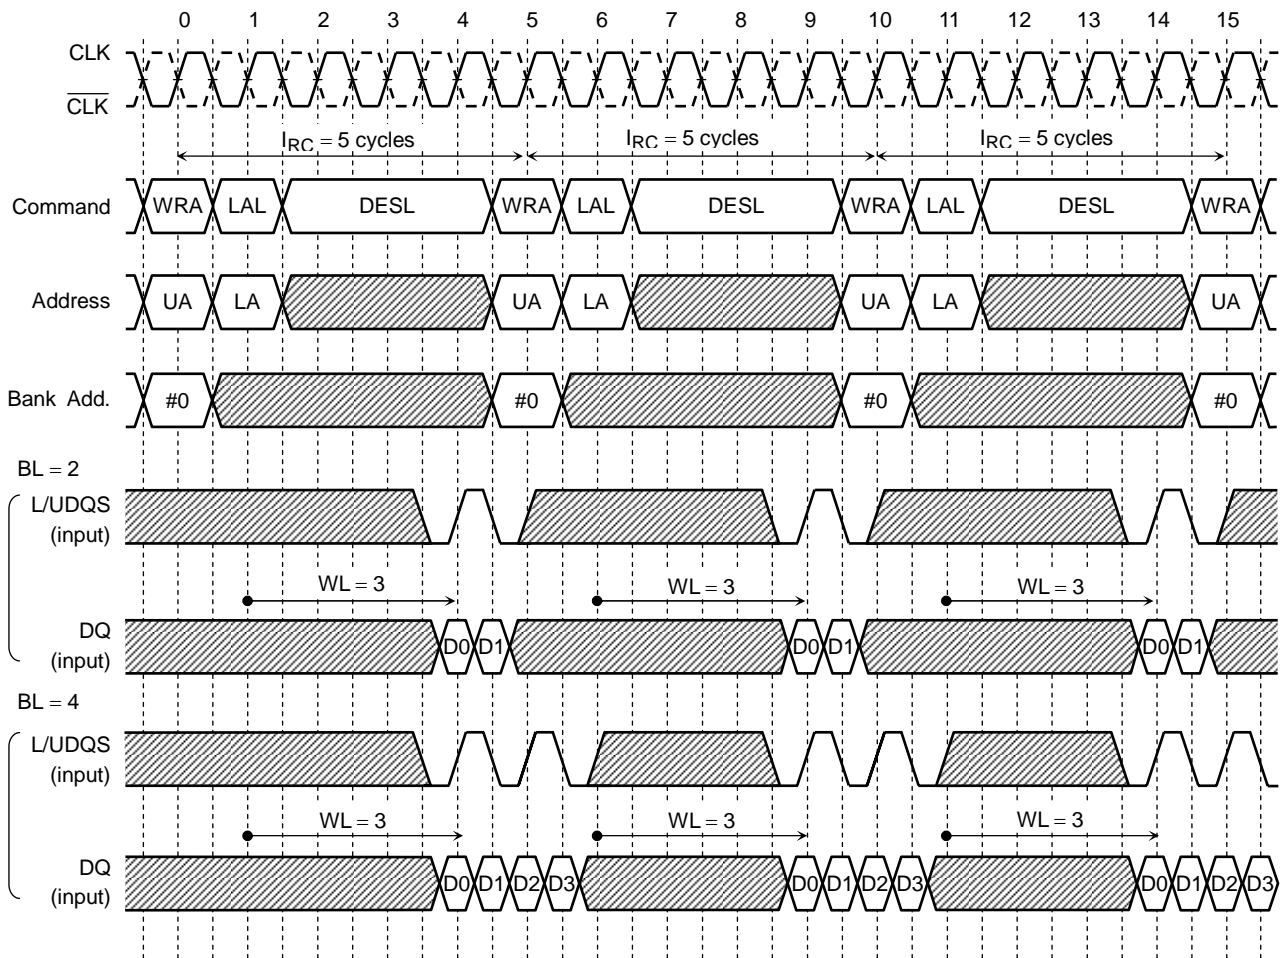 0 1 2 3 4 5 6 7 8 9 10 11 12 13 14 15
CLK
CLK
IRC = 5 cycles IRC = 5 cycles IRC = 5 cycles
Command WRA LAL DESL WRA LAL DESL WRA LAL DESL WRA
Address UA LA UA LA UA LA UA
Bank Add. #0 #0 #0 #0
BL = 2
L/UDQS
(input)
WL = 3 WL = 3 WL = 3
DQ
(input) D0 D1 D0 D1 D0 D1
BL = 4
L/UDQS
(input)
WL = 3 WL = 3 WL = 3
DQ
(input) D0 D1 D2 D3 D0 D1 D2 D3 D0 D1 D2 D3